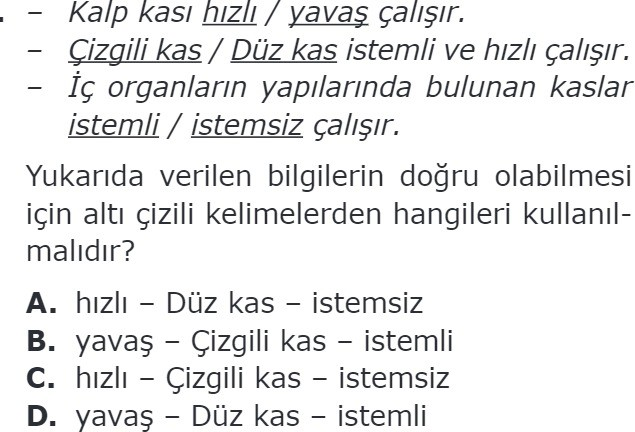 . – Kalp kası hızlı / yavaş çalışır.
– Çizgili kas / Düz kas istemli ve hızlı çalışır.
– İç organların yapılarında bulunan kaslar
istemli / istemsiz çalışır.
Yukarıda verilen bilgilerin doğru olabilmesi
için altı çizili kelimelerden hangileri kullanıl-
malıdır?
A. hızlı – Düz kas – istemsiz
B. yavaş – Çizgili kas – istemli
C. hızlı – Çizgili kas – istemsiz
D. yavaş – Düz kas – istemli